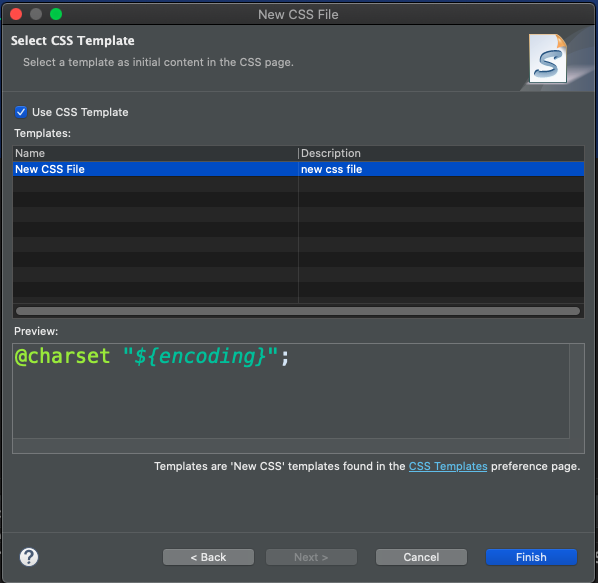 New CSS File
Select CSS Template
Select a template as initial content in the CSS page.
Use CSS Template
Templates:
Name Description
New CSS File new css file
Preview:
@charset "${encoding}";
Templates are 'New CSS' templates found in the CSS Templates preference page.
? < Back Next > Cancel Finish